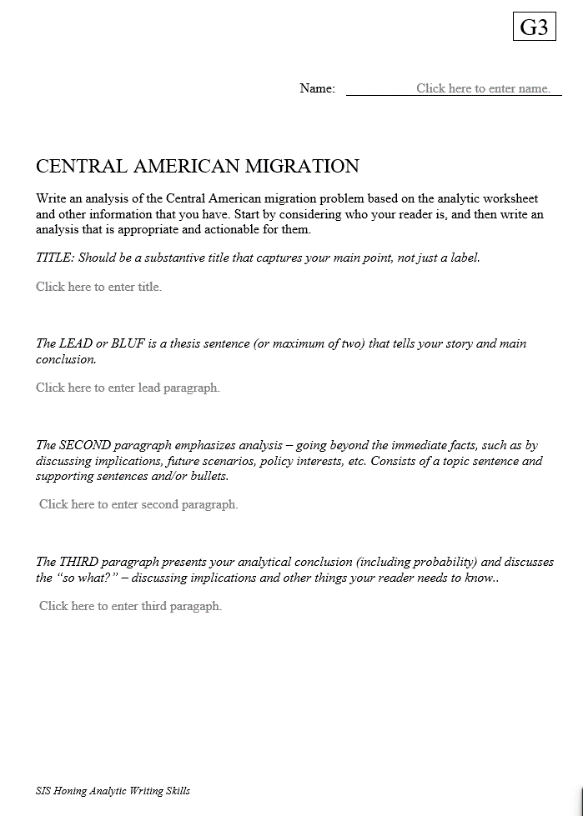 G3
Name: Click here to enter name.
CENTRAL AMERICAN MIGRATION
Write an analysis of the Central American migration problem based on the analytic worksheet
and other information that you have. Start by considering who your reader is, and then write an
analysis that is appropriate and actionable for them.
TITLE: Should be a substantive title that captures your main point, not just a label.
Click here to enter title.
The LEAD or BLUF is a thesis sentence (or maximum of two) that tells your story and main
conclusion.
Click here to enter lead paragraph.
The SECOND paragraph emphasizes analysis – going beyond the immediate facts, such as by
discussing implications, future scenarios, policy interests, etc. Consists of a topic sentence and
supporting sentences and/or bullets.
Click here to enter second paragraph.
The THIRD paragraph presents your analytical conclusion (including probability) and discusses
the “so what?” – discussing implications and other things your reader needs to know..
Click here to enter third paragaph.
SIS Honing Analytic Writing Skills